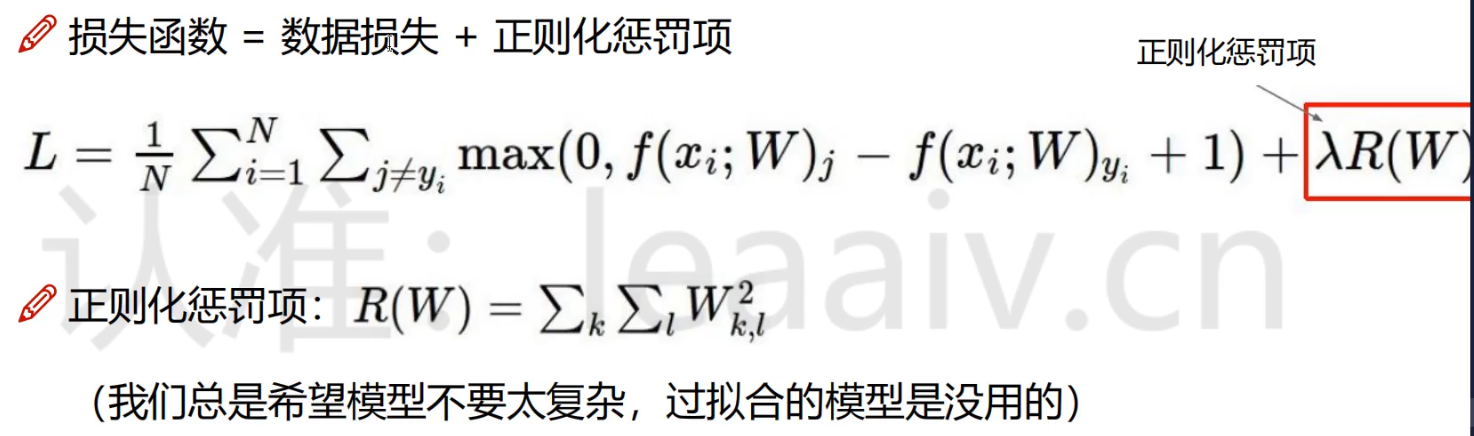 损失函数 = 数据损失 + 正则化惩罚项
正则化惩罚项
L = \frac{1}{N} \sum_{i=1}^{N} \sum_{j \neq y_i} \max(0, f(x_i; W)_j - f(x_i; W)_{y_i} + 1) + \lambda R(W)
认准：leaaiv.cn
正则化惩罚项：R(W) = \sum_k \sum_l W_{k,l}^2
（我们总是希望模型不要太复杂，过拟合的模型是没用的）